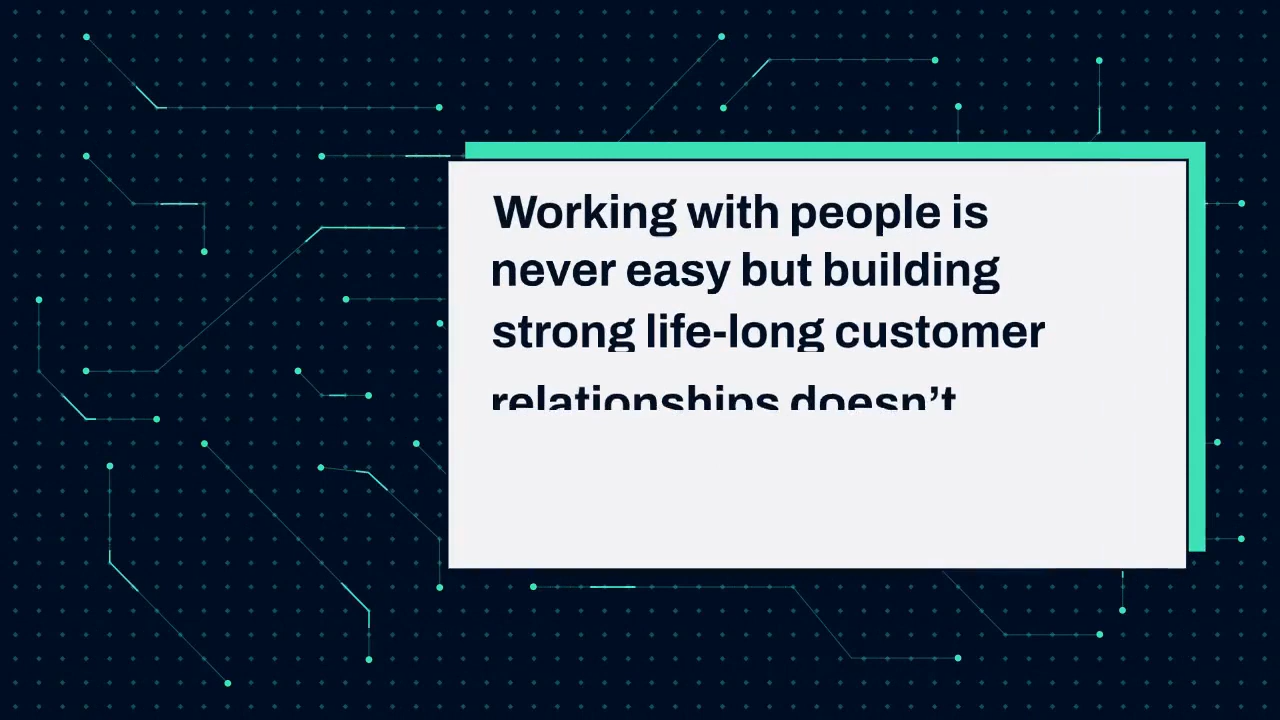 Working with people is
never easy but building
strong life-long customer
relationships doesn’t